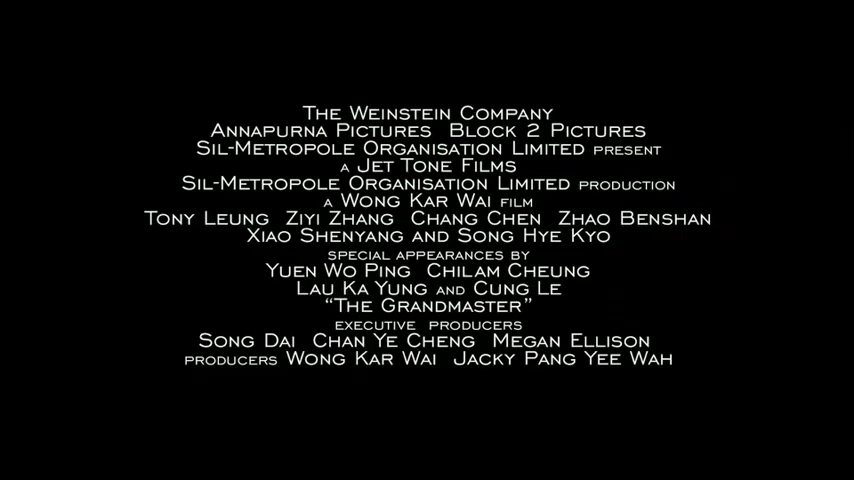 The Weinstein Company
Annapurna Pictures Block 2 Pictures
Sil-Metropole Organisation Limited present
a Jet Tone Films
Sil-Metropole Organisation Limited production
a Wong Kar Wai film
Tony Leung Ziyi Zhang Chang Chen Zhao Benshan
Xiao Shenyang and Song Hye Kyo
special appearances by
Yuen Wo Ping Chilam Cheung
Lau Ka Yung and Cung Le
“The Grandmaster”
executive producers
Song Dai Chan Ye Cheng Megan Ellison
producers Wong Kar Wai Jacky Pang Yee Wah